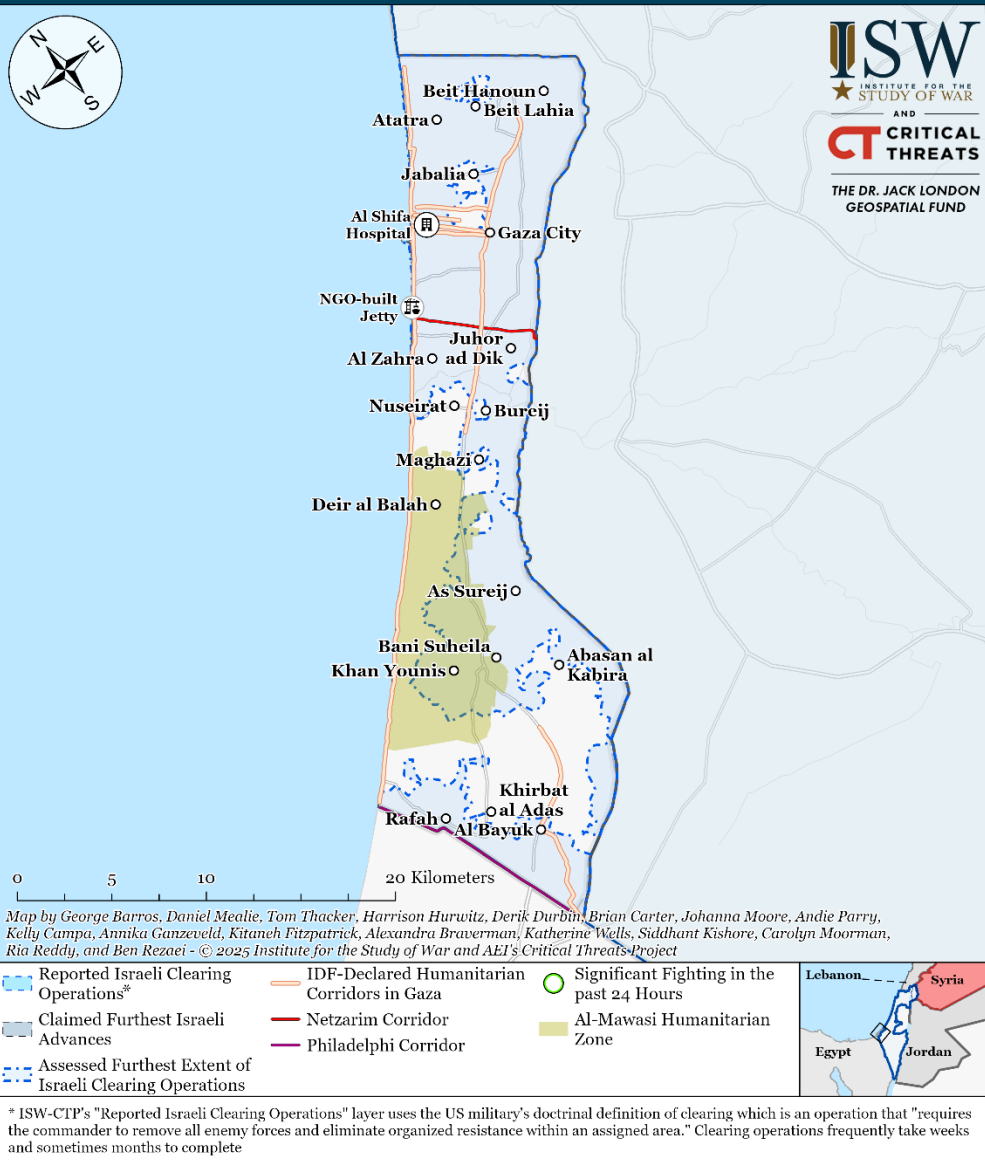 N
E
W
S
ISW
INSTITUTE FOR THE
STUDY OF WAR
AND
CT CRITICAL
THREATS
THE DR. JACK LONDON
GEOSPATIAL FUND
Beit Hanoun
Beit Lahia
Atatra
Jabalia
Al Shifa
Hospital
Gaza City
NGO-built
Jetty
Juhor
ad Dik
Al Zahra
Nuseirat
Bureij
Maghazi
Deir al Balah
As Sureij
Bani Suheila
Abasan al
Kabira
Khan Younis
Khirbat
al Adas
Rafah
Al Bayuk
0 5 10 20 Kilometers
Map by George Barros, Daniel Mealie, Tom Thacker, Harrison Hurwitz, Derik Durbin, Brian Carter, Johanna Moore, Andie Parry,
Kelly Campa, Annika Ganzeveld, Kitaneh Fitzpatrick, Alexandra Braverman, Katherine Wells, Siddhant Kishore, Carolyn Moorman,
Ria Reddy, and Ben Rezaei - © 2025 Institute for the Study of War and AEI's Critical Threats Project
Reported Israeli Clearing
Operations*
Claimed Furthest Israeli
Advances
Assessed Furthest Extent of
Israeli Clearing Operations
IDF-Declared Humanitarian
Corridors in Gaza
Netzarim Corridor
Philadelphi Corridor
Significant Fighting in the
past 24 Hours
Al-Mawasi Humanitarian
Zone
Lebanon
Syria
Egypt
Jordan
* ISW-CTP's "Reported Israeli Clearing Operations" layer uses the US military's doctrinal definition of clearing which is an operation that "requires
the commander to remove all enemy forces and eliminate organized resistance within an assigned area." Clearing operations frequently take weeks
and sometimes months to complete